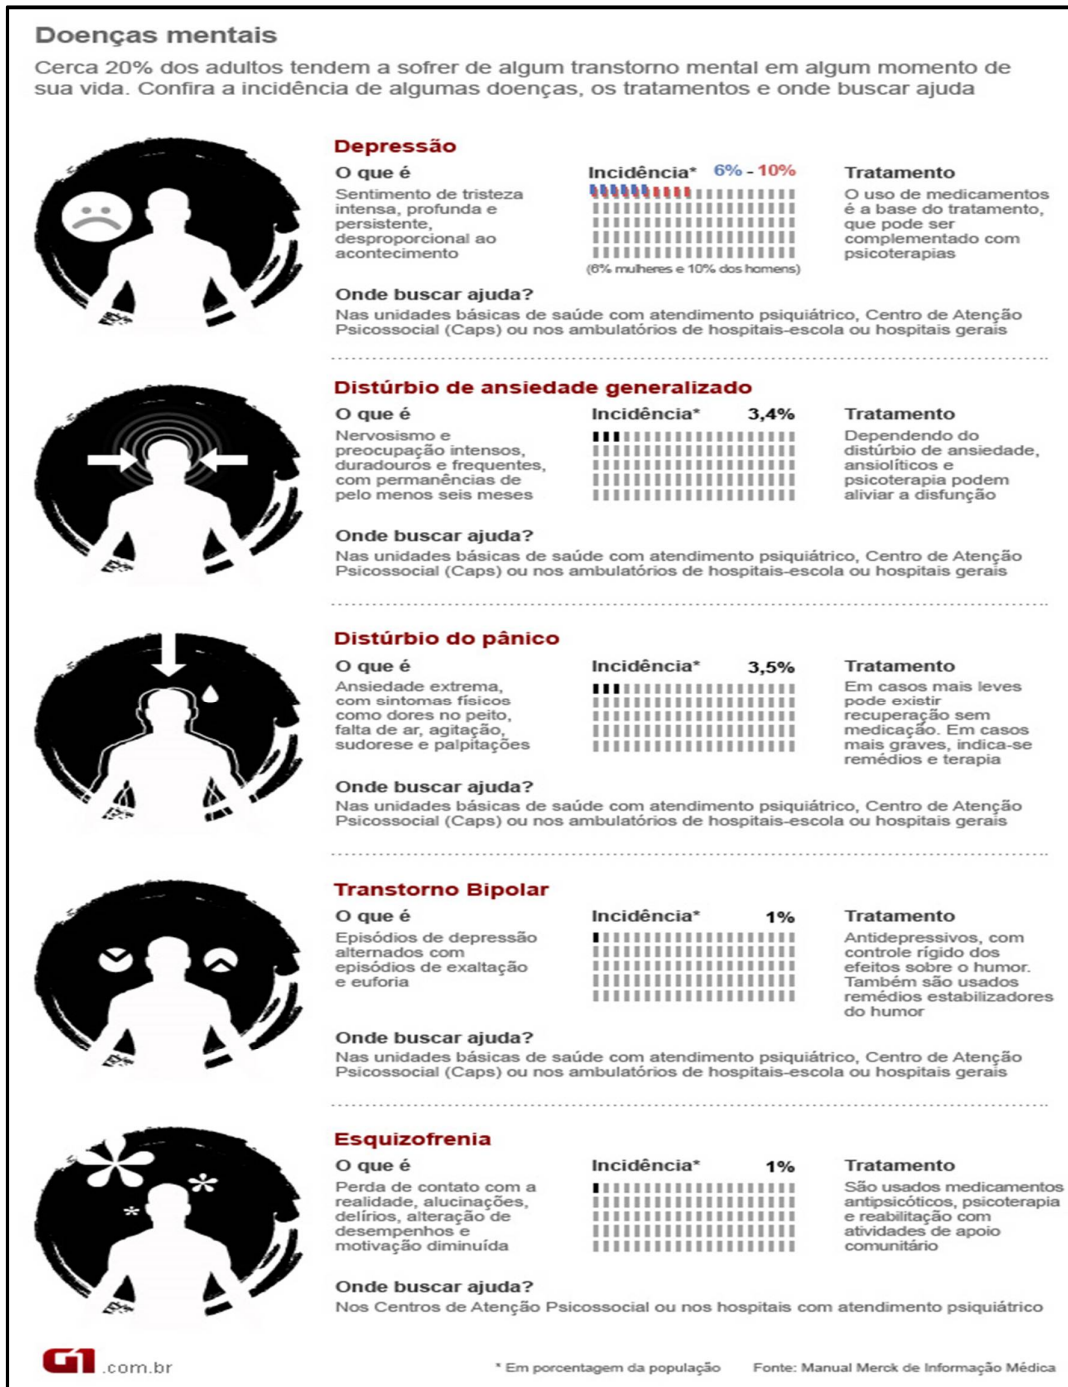 Doenças mentais
Cerca 20% dos adultos tendem a sofrer de algum transtorno mental em algum momento de
sua vida. Confira a incidência de algumas doenças, os tratamentos e onde buscar ajuda
Depressão
O que é
Sentimento de tristeza
intensa, profunda e
persistente,
desproporcional ao
acontecimento
Incidência* 6% - 10%
(6% mulheres e 10% dos homens)
Tratamento
O uso de medicamentos
é a base do tratamento,
que pode ser
complementado com
psicoterapias
Onde buscar ajuda?
Nas unidades básicas de saúde com atendimento psiquiátrico, Centro de Atenção
Psicossocial (Caps) ou nos ambulatórios de hospitais-escola ou hospitais gerais
Distúrbio de ansiedade generalizado
O que é
Nervosismo e
preocupação intensos,
duradouros e frequentes,
com permanências de
pelo menos seis meses
Incidência* 3,4%
Tratamento
Dependendo do
distúrbio de ansiedade,
ansiolíticos e
psicoterapia podem
aliviar a disfunção
Onde buscar ajuda?
Nas unidades básicas de saúde com atendimento psiquiátrico, Centro de Atenção
Psicossocial (Caps) ou nos ambulatórios de hospitais-escola ou hospitais gerais
Distúrbio do pânico
O que é
Ansiedade extrema,
com sintomas físicos
como dores no peito,
falta de ar, agitação,
sudorese e palpitações
Incidência* 3,5%
Tratamento
Em casos mais leves
pode existir
recuperação sem
medicação. Em casos
mais graves, indica-se
remédios e terapia
Onde buscar ajuda?
Nas unidades básicas de saúde com atendimento psiquiátrico, Centro de Atenção
Psicossocial (Caps) ou nos ambulatórios de hospitais-escola ou hospitais gerais
Transtorno Bipolar
O que é
Episódios de depressão
alternados com
episódios de exaltação
e euforia
Incidência* 1%
Tratamento
Antidepressivos, com
controle rígido dos
efeitos sobre o humor.
Também são usados
remédios estabilizadores
do humor
Onde buscar ajuda?
Nas unidades básicas de saúde com atendimento psiquiátrico, Centro de Atenção
Psicossocial (Caps) ou nos ambulatórios de hospitais-escola ou hospitais gerais
Esquizofrenia
O que é
Perda de contato com a
realidade, alucinações,
delírios, alteração de
desempenhos e
motivação diminuída
Incidência* 1%
Tratamento
São usados medicamentos
antipsicóticos, psicoterapia
e reabilitação com
atividades de apoio
comunitário
Onde buscar ajuda?
Nos Centros de Atenção Psicossocial ou nos hospitais com atendimento psiquiátrico
G1 .com.br
* Em porcentagem da população Fonte: Manual Merck de Informação Médica